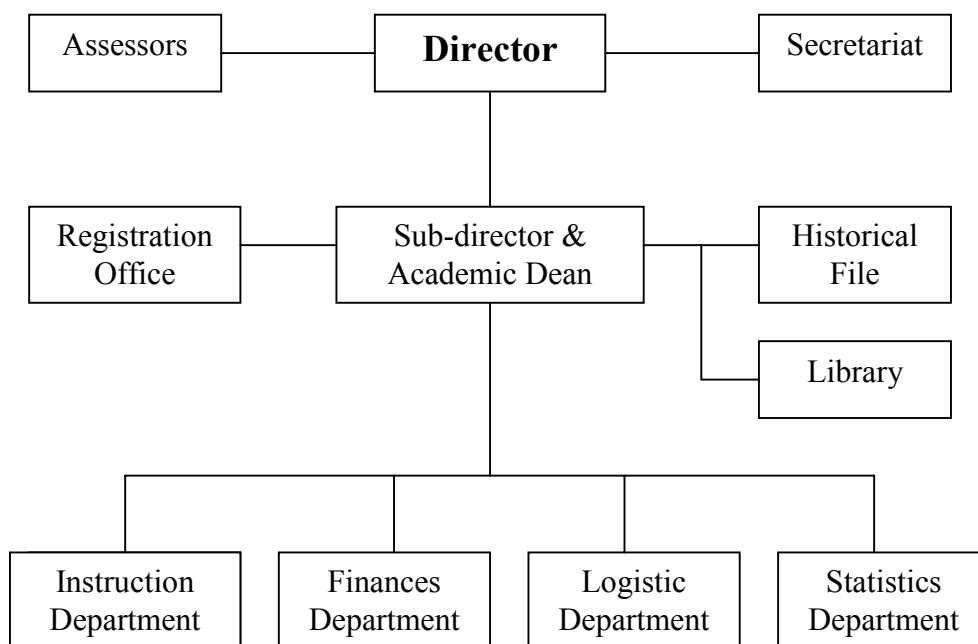 Assessors
Director
Secretariat
Registration
Office
Sub-director &
Academic Dean
Historical
File
Library
Instruction
Department
Finances
Department
Logistic
Department
Statistics
Department